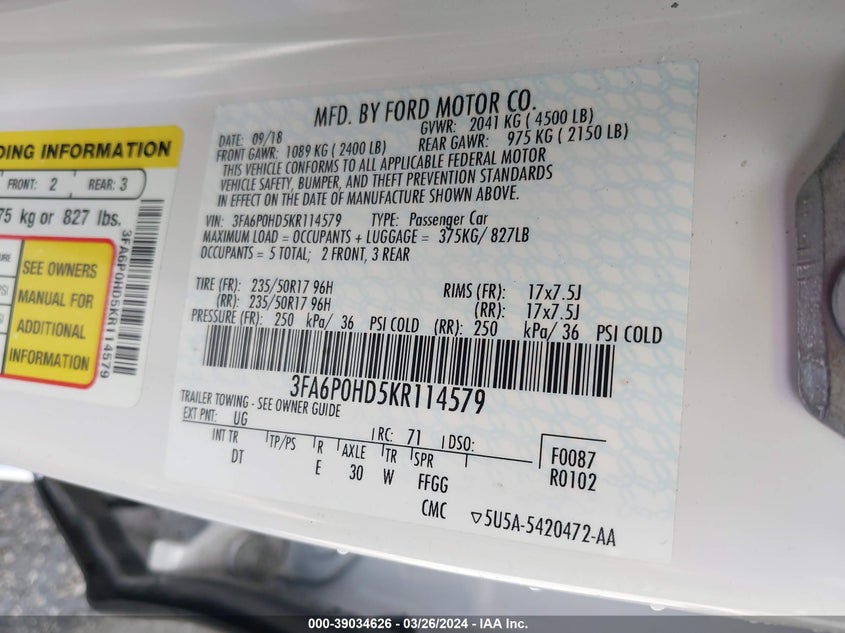 DING INFORMATION
FRONT: 2 REAR: 3
75 kg or 827 lbs.
SEE OWNERS
MANUAL FOR
ADDITIONAL
INFORMATION
3FA6P0HD5KR114579
MFD. BY FORD MOTOR CO.
DATE: 09/18 GVWR: 2041 KG ( 4500 LB)
FRONT GAWR: 1089 KG ( 2400 LB) REAR GAWR: 975 KG ( 2150 LB)
THIS VEHICLE CONFORMS TO ALL APPLICABLE FEDERAL MOTOR
VEHICLE SAFETY, BUMPER, AND THEFT PREVENTION STANDARDS
IN EFFECT ON THE DATE OF MANUFACTURE SHOWN ABOVE.
VIN: 3FA6P0HD5KR114579 TYPE: Passenger Car
MAXIMUM LOAD = OCCUPANTS + LUGGAGE = 375KG/ 827LB
OCCUPANTS = 5 TOTAL; 2 FRONT, 3 REAR
TIRE (FR): 235/50R17 96H RIMS (FR): 17x7.5J
(RR): 235/50R17 96H (RR): 17x7.5J
PRESSURE (FR): 250 kPa/ 36 PSI COLD (RR): 250 kPa/ 36 PSI COLD
3FA6P0HD5KR114579
TRAILER TOWING - SEE OWNER GUIDE
EXT PNT: UG RC: 71 DSO:
INT TR TP/PS R AXLE TR SPR F0087
DT E 30 W FFGG R0102
CMC ▽5U5A-5420472-AA
000-39034626 - 03/26/2024 - IAA Inc.